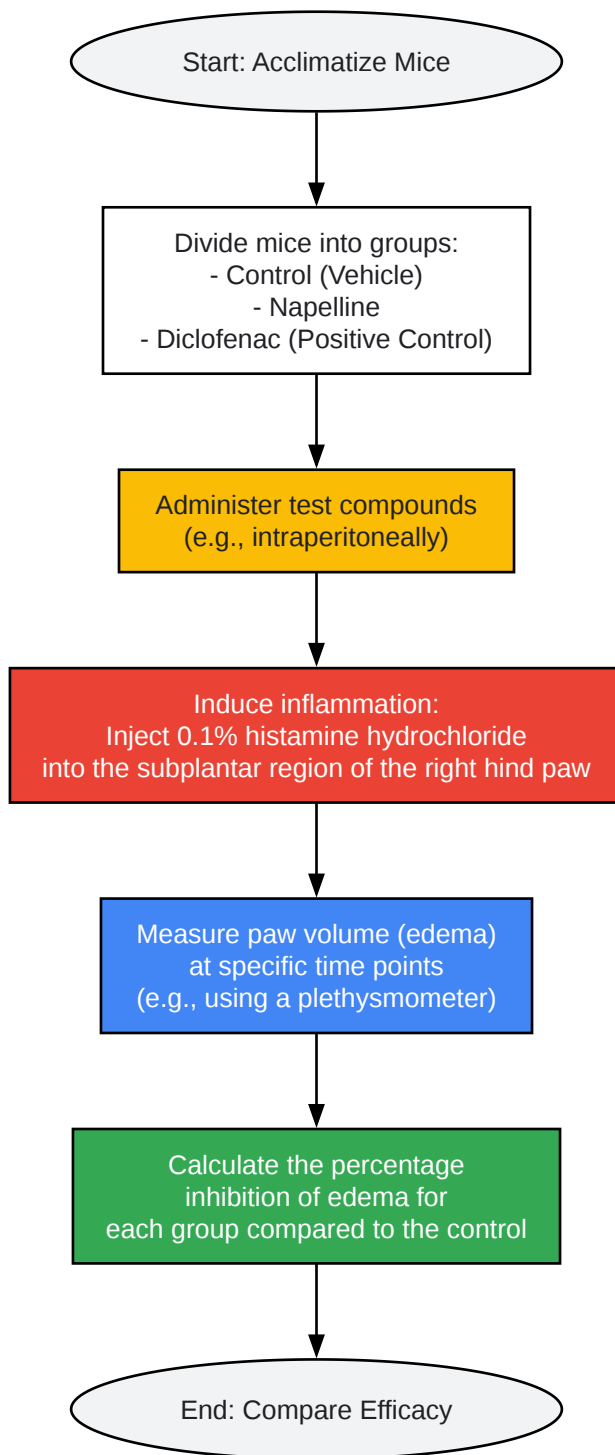 Start: Acclimatize Mice
Divide mice into groups:
- Control (Vehicle)
- Napelline
- Diclofenac (Positive Control)
Administer test compounds
(e.g., intraperitoneally)
Induce inflammation:
Inject 0.1% histamine hydrochloride
into the subplantar region of the right hind paw
Measure paw volume (edema)
at specific time points
(e.g., using a plethysmometer)
Calculate the percentage
inhibition of edema for
each group compared to the control
End: Compare Efficacy